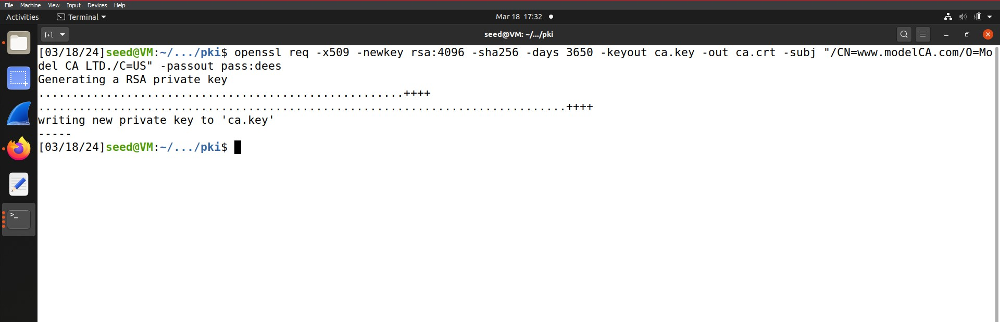 File Machine View Input Devices Help
Activities Terminal Mar 18 17:32
seed@VM: ~/.../pki
[03/18/24]seed@VM:~/.../pki$ openssl req -x509 -newkey rsa:4096 -sha256 -days 3650 -keyout ca.key -out ca.crt -subj "/CN=www.modelCA.com/O=Mo
del CA LTD./C=US" -passout pass:dees
Generating a RSA private key
......................................................++++
..............................................................................++++
writing new private key to 'ca.key'
-----
[03/18/24]seed@VM:~/.../pki$